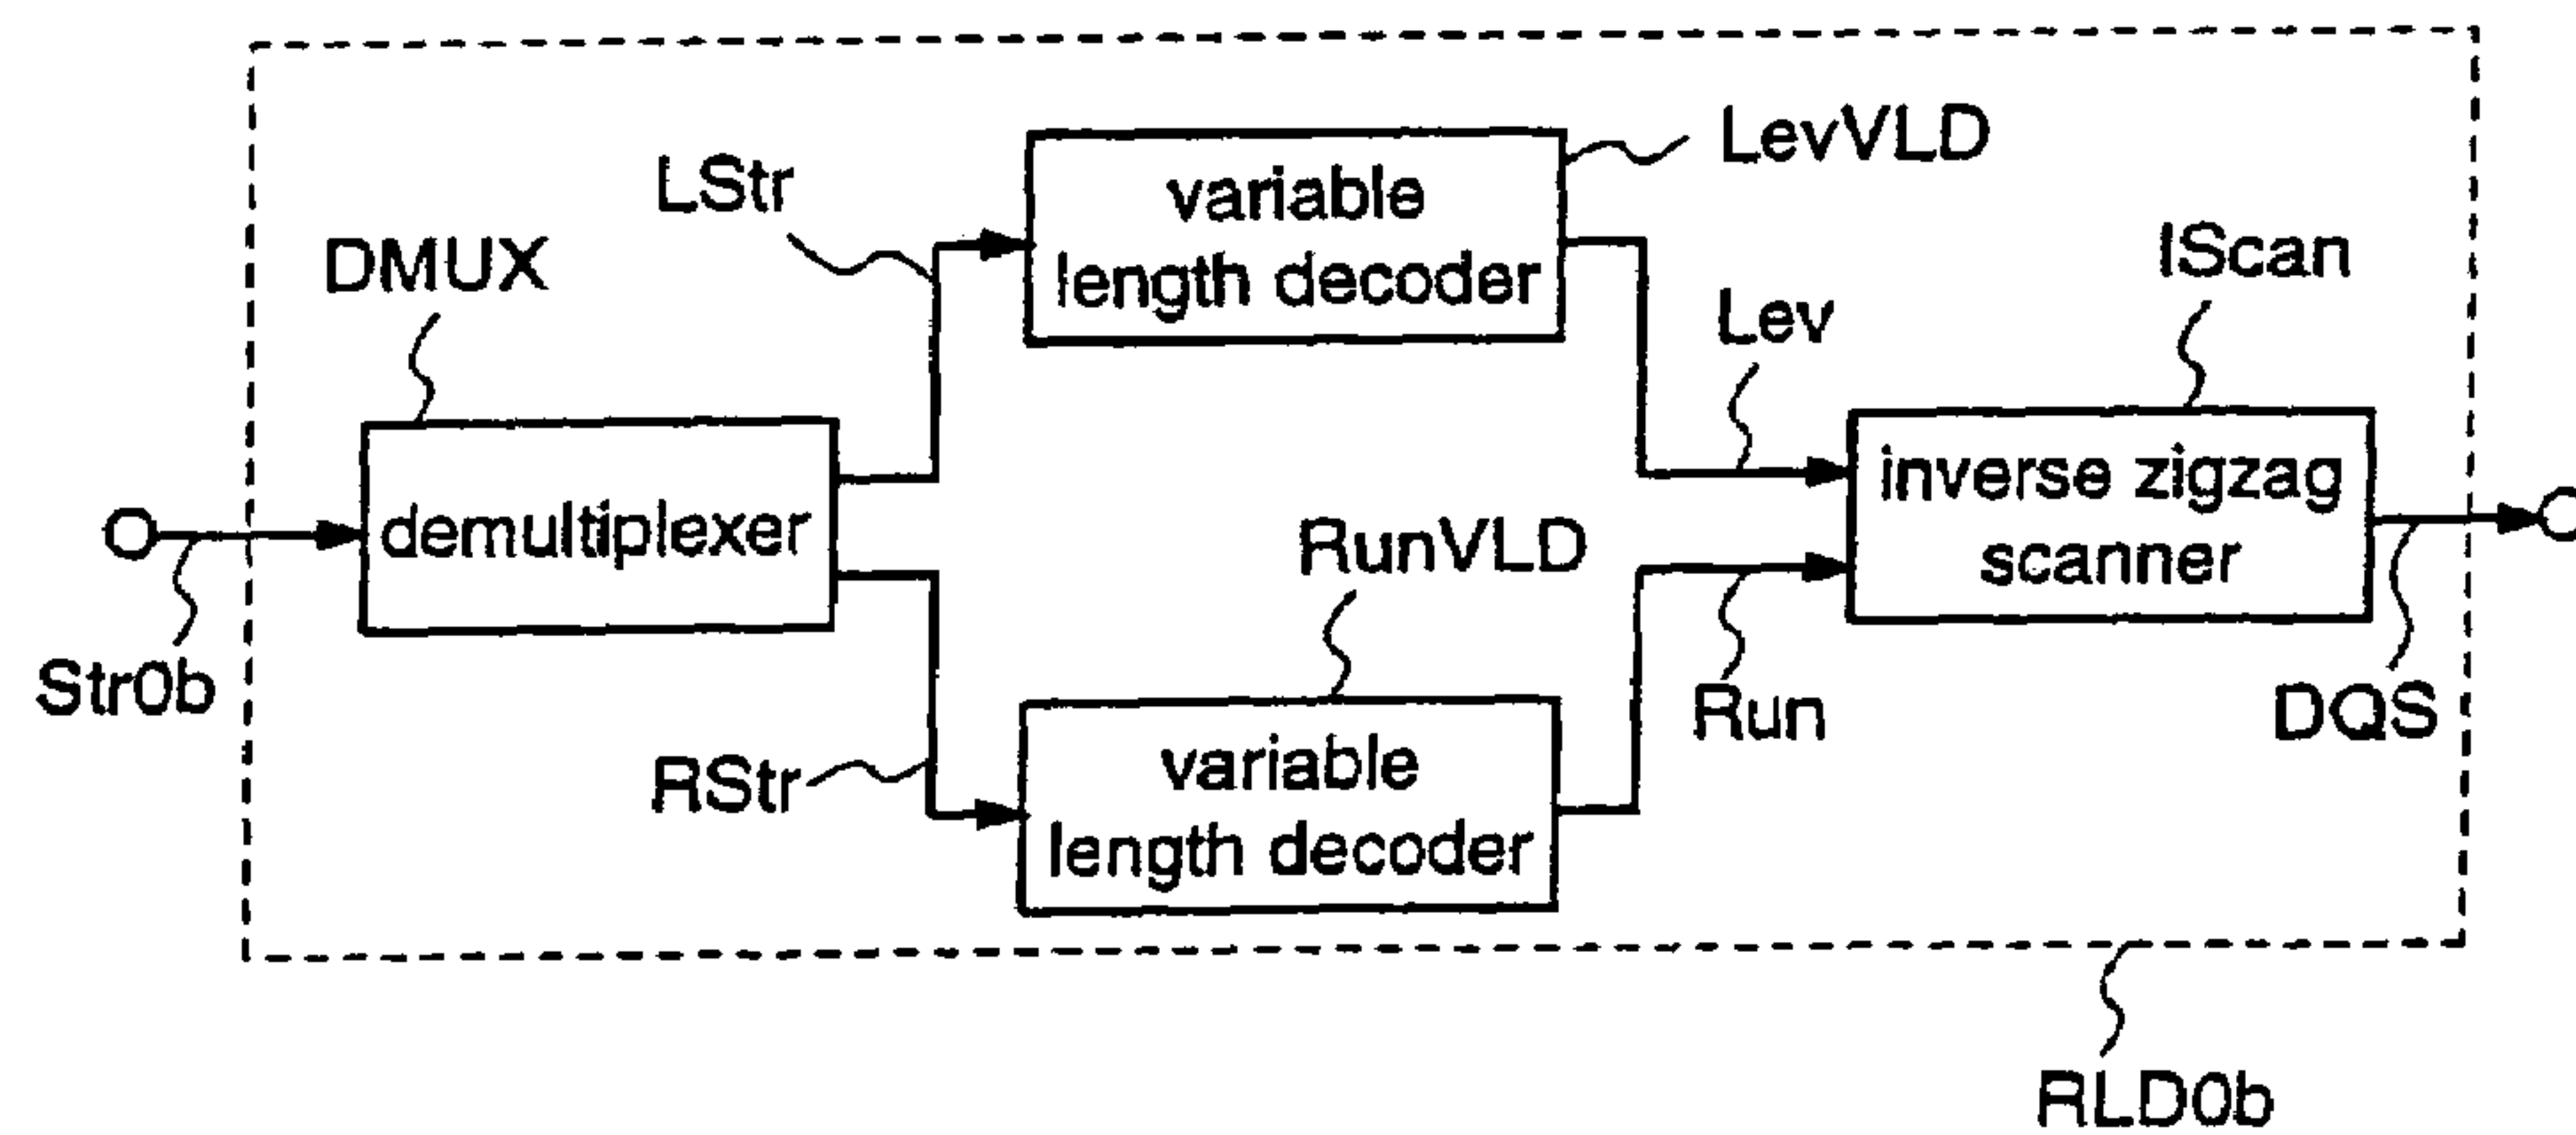 LStr
variable
length decoder
LevVLD
DMUX
IScan
Lev
demultiplexer
inverse zigzag
scanner
RunVLD
Str0b
Run
DQS
RStr
variable
length decoder
RLD0b